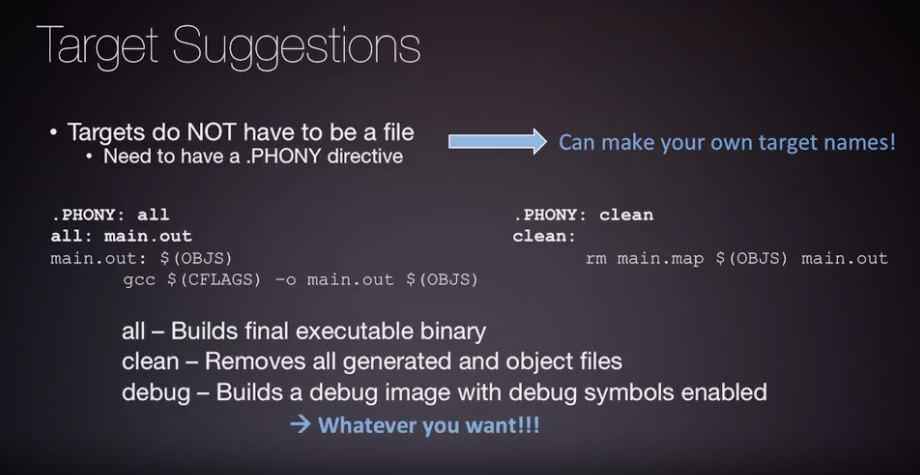 Target Suggestions
• Targets do NOT have to be a file
• Need to have a .PHONY directive
Can make your own target names!
.PHONY: all
all: main.out
main.out: $(OBJS)
gcc $(CFLAGS) –o main.out $(OBJS)
.PHONY: clean
clean:
rm main.map $(OBJS) main.out
all – Builds final executable binary
clean – Removes all generated and object files
debug – Builds a debug image with debug symbols enabled
→ Whatever you want!!!